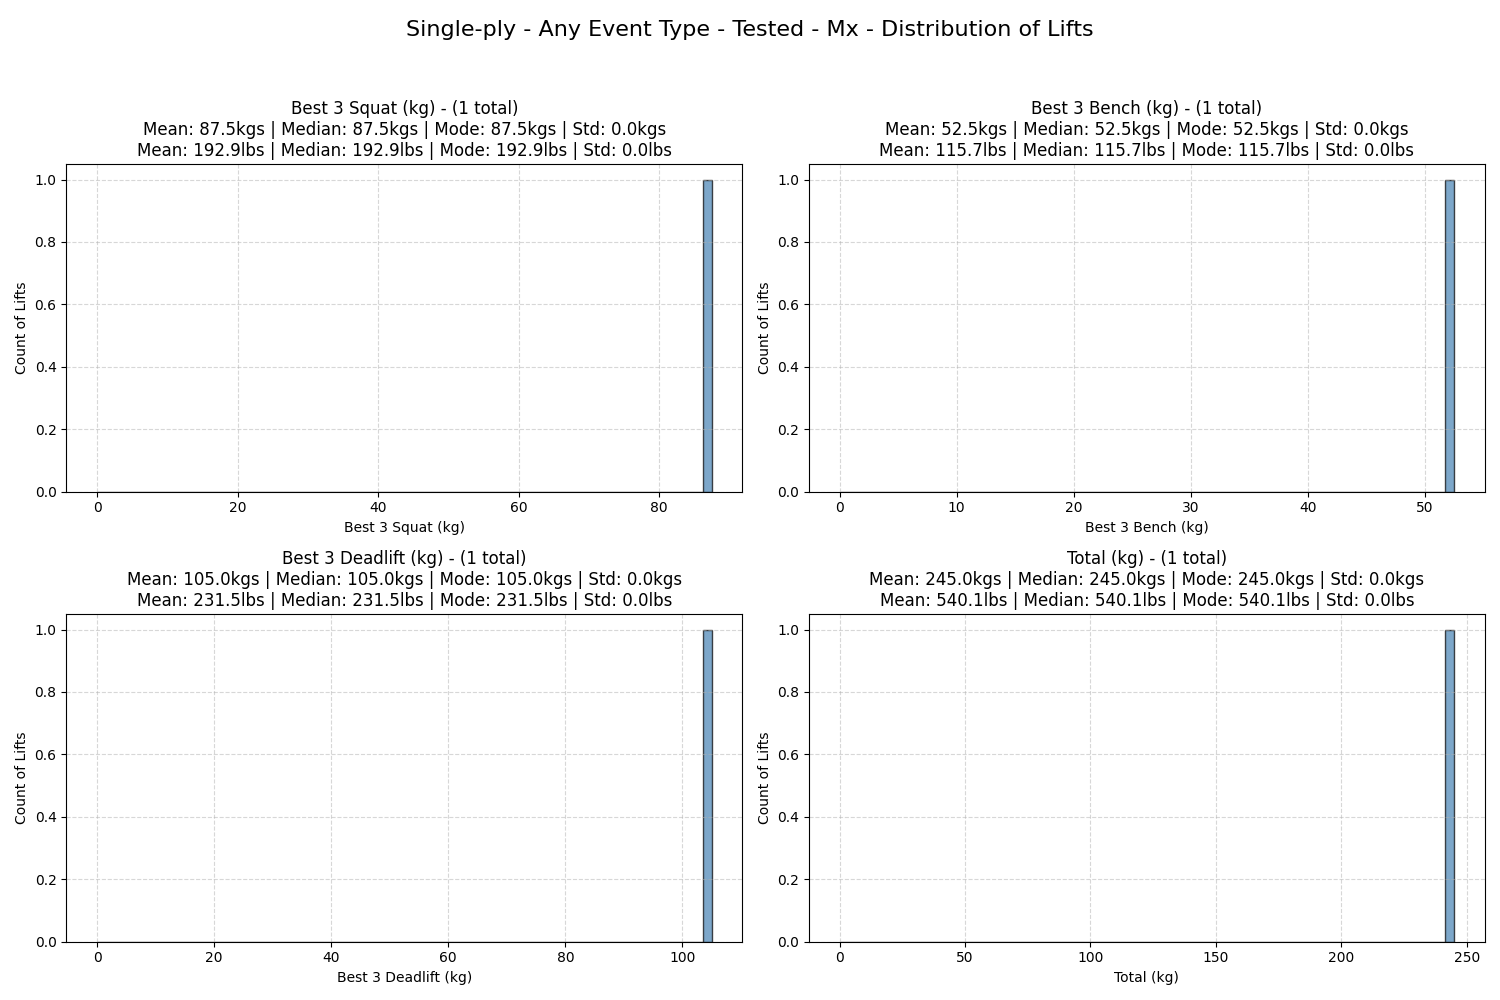 Single-ply - Any Event Type - Tested - Mx - Distribution of Lifts
Best 3 Squat (kg) - (1 total)
Mean: 87.5kgs | Median: 87.5kgs | Mode: 87.5kgs | Std: 0.0kgs
Mean: 192.9lbs | Median: 192.9lbs | Mode: 192.9lbs | Std: 0.0lbs
1.0
0.8
0.6
0.4
0.2
0.0
Count of Lifts
0 20 40 60 80
Best 3 Squat (kg)
Best 3 Bench (kg) - (1 total)
Mean: 52.5kgs | Median: 52.5kgs | Mode: 52.5kgs | Std: 0.0kgs
Mean: 115.7lbs | Median: 115.7lbs | Mode: 115.7lbs | Std: 0.0lbs
1.0
0.8
0.6
0.4
0.2
0.0
Count of Lifts
0 10 20 30 40 50
Best 3 Bench (kg)
Best 3 Deadlift (kg) - (1 total)
Mean: 105.0kgs | Median: 105.0kgs | Mode: 105.0kgs | Std: 0.0kgs
Mean: 231.5lbs | Median: 231.5lbs | Mode: 231.5lbs | Std: 0.0lbs
1.0
0.8
0.6
0.4
0.2
0.0
Count of Lifts
0 20 40 60 80 100
Best 3 Deadlift (kg)
Total (kg) - (1 total)
Mean: 245.0kgs | Median: 245.0kgs | Mode: 245.0kgs | Std: 0.0kgs
Mean: 540.1lbs | Median: 540.1lbs | Mode: 540.1lbs | Std: 0.0lbs
1.0
0.8
0.6
0.4
0.2
0.0
Count of Lifts
0 50 100 150 200 250
Total (kg)